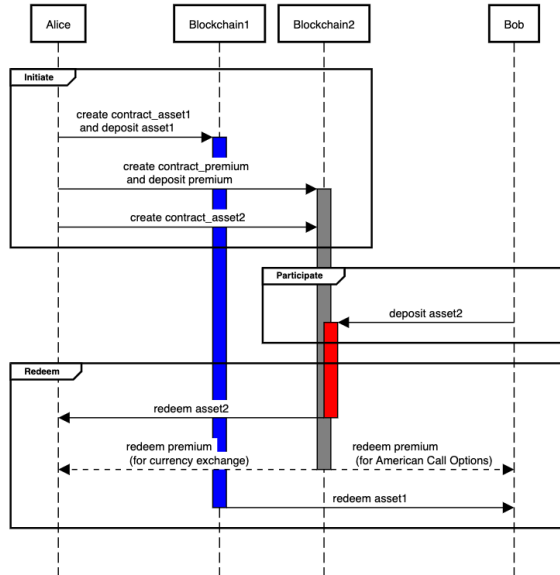 Alice
Blockchain1
Blockchain2
Bob
Initiate
create contract_asset1
and deposit asset1
create contract_premium
and deposit premium
create contract_asset2
Participate
deposit asset2
Redeem
redeem asset2
redeem premium
(for currency exchange)
redeem premium
(for American Call Options)
redeem asset1